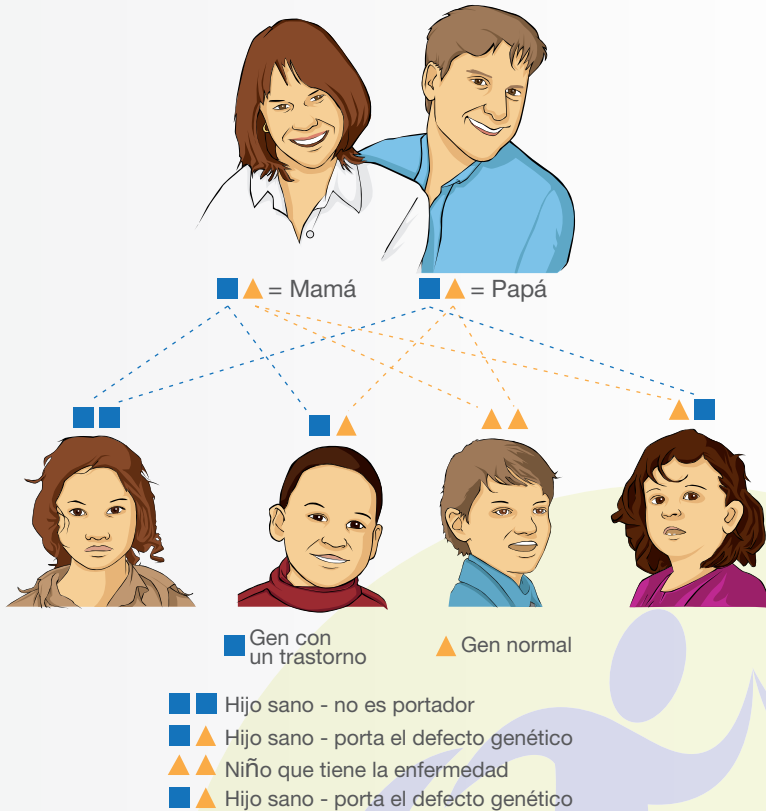 = Mamá
= Papá
Gen con
un trastorno
Gen normal
Hijo sano - no es portador
Hijo sano - porta el defecto genético
Niño que tiene la enfermedad
Hijo sano - porta el defecto genético